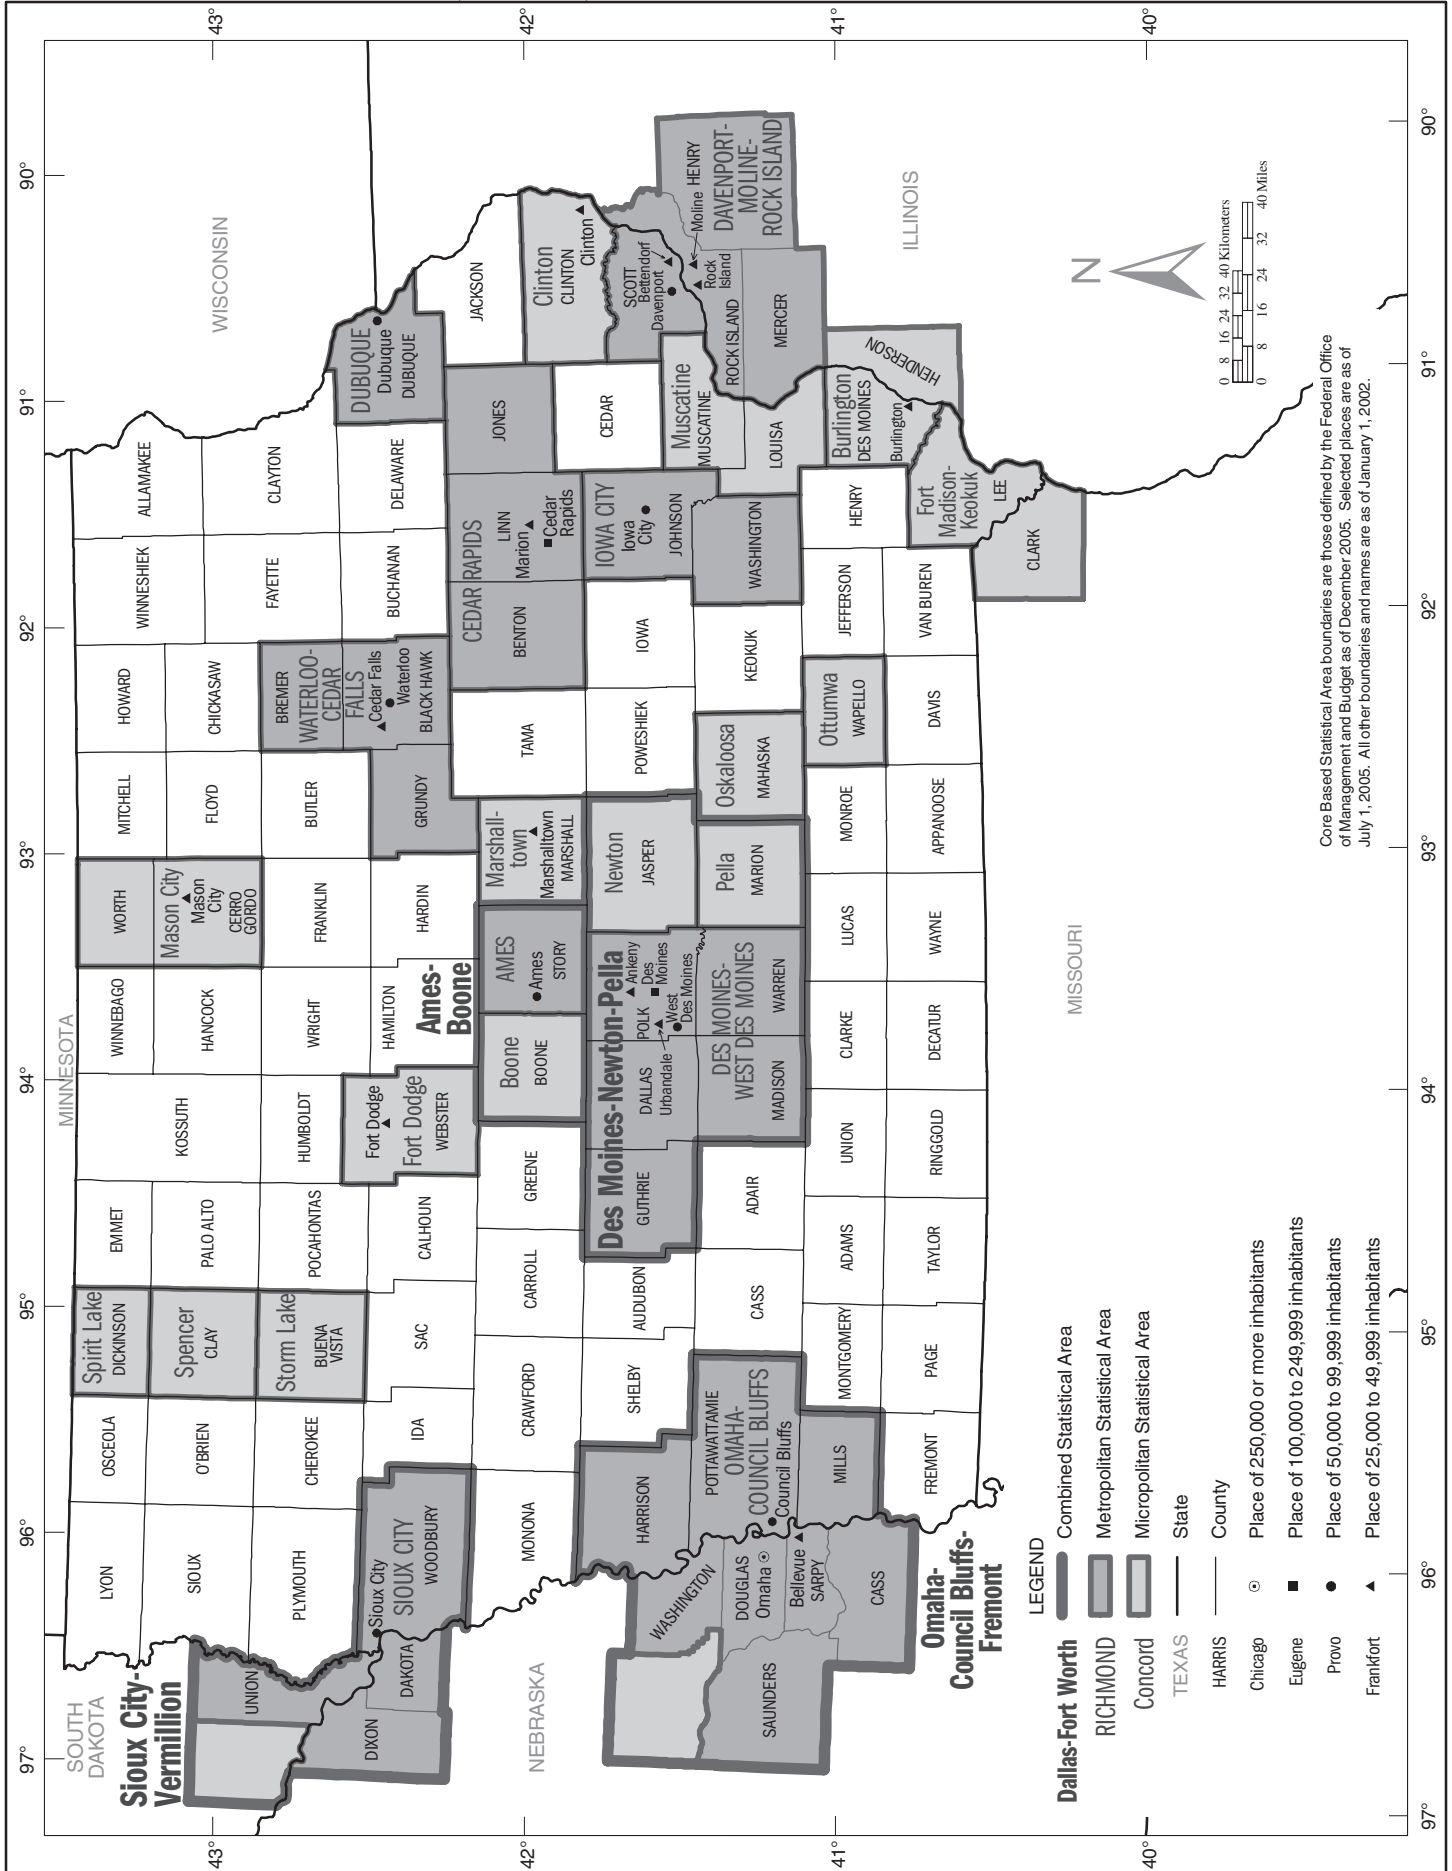 97°
96°
95°
94°
93°
92°
91°
90°
MINNESOTA
WISCONSIN
SOUTH
DAKOTA
Sioux City-
Vermillion
LYON
OSCEOLA
Spirit Lake
DICKINSON
EMMET
WINNEBAGO
WORTH
MITCHELL
HOWARD
WINNESHIEK
ALLAMAKEE
43°
43°
SIOUX
O'BRIEN
Spencer
CLAY
PALO ALTO
KOSSUTH
HANCOCK
Mason City
Mason
City
CERRO
GORDO
FLOYD
CHICKASAW
UNION
PLYMOUTH
CHEROKEE
Storm Lake
BUENA
VISTA
POCAHONTAS
HUMBOLDT
WRIGHT
FRANKLIN
BUTLER
BREMER
WATERLOO-
CEDAR
FALLS
Cedar Falls
Waterloo
BLACK HAWK
FAYETTE
CLAYTON
DIXON
DAKOTA
Sioux City
SIOUX CITY
WOODBURY
IDA
SAC
CALHOUN
Fort Dodge
Fort Dodge
WEBSTER
HAMILTON
Ames-
Boone
HARDIN
GRUNDY
BUCHANAN
DELAWARE
DUBUQUE
Dubuque
DUBUQUE
NEBRASKA
MONONA
CRAWFORD
CARROLL
GREENE
Boone
BOONE
AMES
Ames
STORY
Marshall-
town
Marshalltown
MARSHALL
TAMA
CEDAR RAPIDS
BENTON
LINN
Marion
Cedar
Rapids
JONES
JACKSON
42°
42°
Clinton
CLINTON
Clinton
HARRISON
SHELBY
AUDUBON
Des Moines-Newton-Pella
GUTHRIE
DALLAS
Urbandale
POLK
Ankeny
Des
Moines
West
Des Moines
Newton
JASPER
POWESHIEK
IOWA
IOWA CITY
Iowa
City
JOHNSON
CEDAR
SCOTT
Bettendorf
Davenport
Moline
HENRY
Rock
Island
DAVENPORT-
MOLINE-
ROCK ISLAND
WASHINGTON
DOUGLAS
Omaha
Bellevue
SARPY
SAUNDERS
CASS
POTTAWATTAMIE
OMAHA-
COUNCIL BLUFFS
Council Bluffs
CASS
ADAIR
DES MOINES-
WEST DES MOINES
MADISON
WARREN
Pella
MARION
Oskaloosa
MAHASKA
KEOKUK
WASHINGTON
Muscatine
MUSCATINE
LOUISA
ROCK ISLAND
MERCER
41°
41°
Omaha-
Council Bluffs-
Fremont
MILLS
MONTGOMERY
ADAMS
UNION
CLARKE
LUCAS
MONROE
Ottumwa
WAPELLO
JEFFERSON
HENRY
Burlington
DES MOINES
Burlington
HENDERSON
ILLINOIS
FREMONT
PAGE
TAYLOR
RINGGOLD
DECATUR
WAYNE
APPANOOSE
DAVIS
VAN BUREN
Fort
Madison-
Keokuk
LEE
CLARK
MISSOURI
N
0 8 16 24 32 40 Kilometers
0 8 16 24 32 40 Miles
LEGEND
Dallas-Fort Worth Combined Statistical Area
RICHMOND Metropolitan Statistical Area
Concord Micropolitan Statistical Area
TEXAS State
HARRIS County
Chicago Place of 250,000 or more inhabitants
Eugene Place of 100,000 to 249,999 inhabitants
Provo Place of 50,000 to 99,999 inhabitants
Frankfort Place of 25,000 to 49,999 inhabitants
Core Based Statistical Area boundaries are those defined by the Federal Office
of Management and Budget as of December 2005. Selected places are as of
July 1, 2005. All other boundaries and names are as of January 1, 2002.
40°
40°
97°
96°
95°
94°
93°
92°
91°
90°